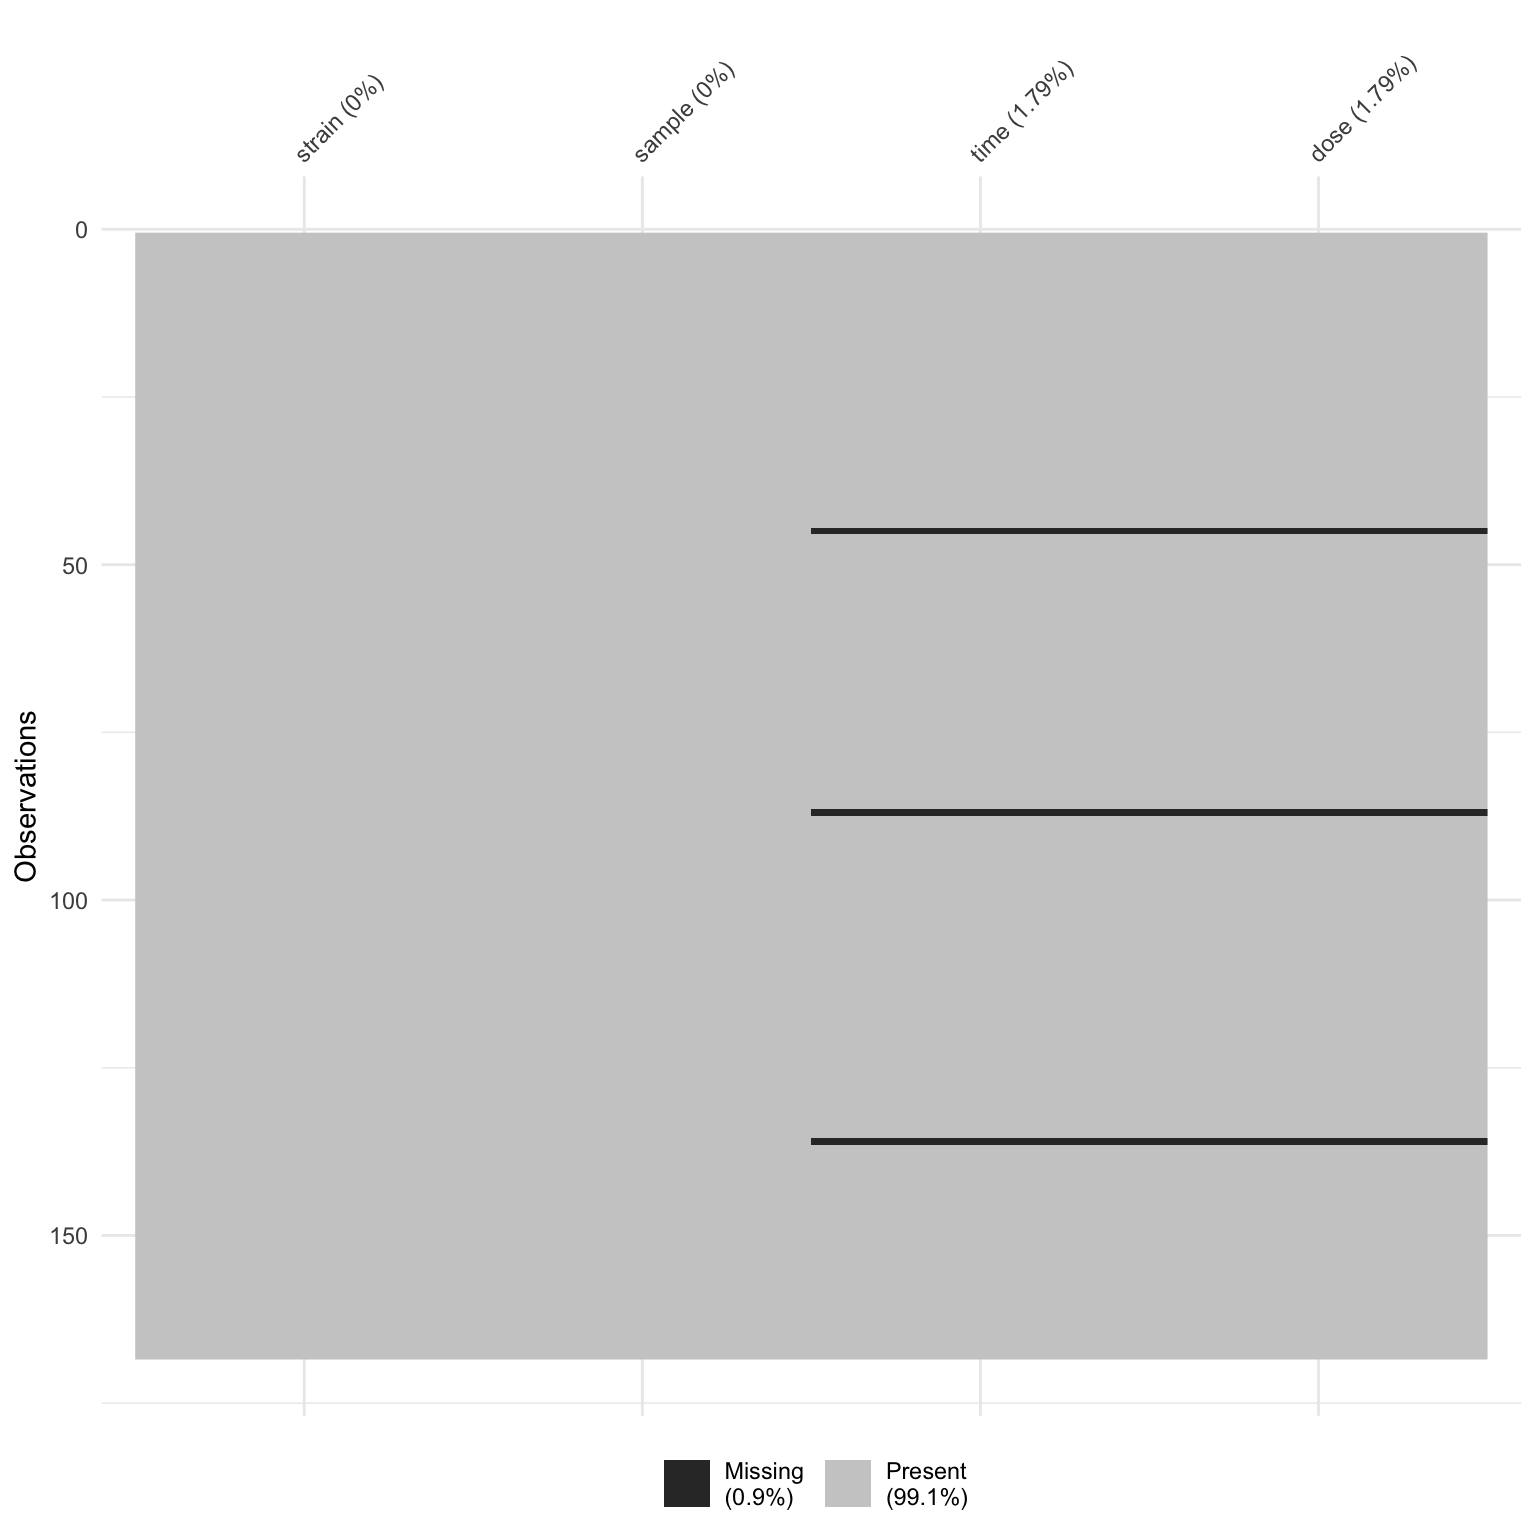 strain (0%)
sample (0%)
time (1.79%)
dose (1.79%)
0
50
100
150
Observations
Missing
(0.9%)
Present
(99.1%)